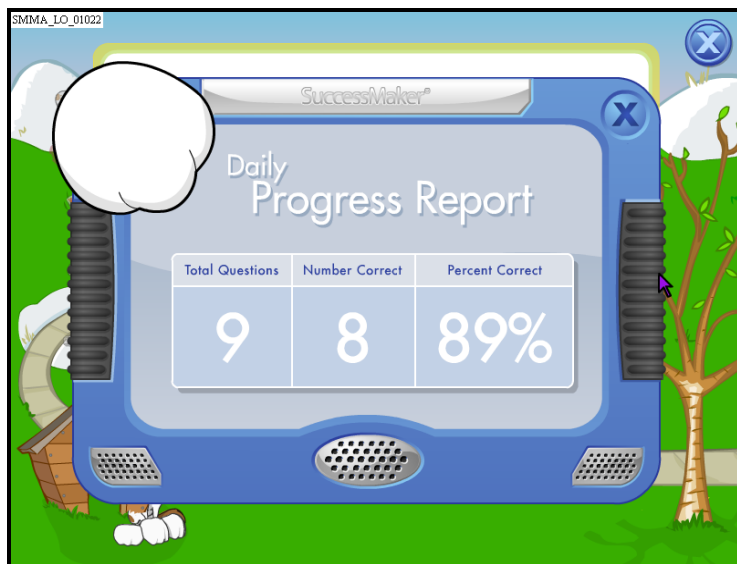 SMMA_LO_01022
X
SuccessMaker®
X
Daily
Progress Report
Total Questions Number Correct Percent Correct
9 8 89%